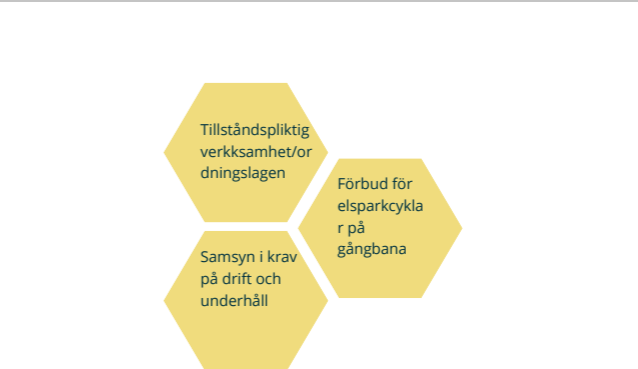 Tillståndspliktig
verkksamhet/or
dningslagen
Förbud för
elsparkcykla
r på
gångbana
Samsyn i krav
på drift och
underhåll